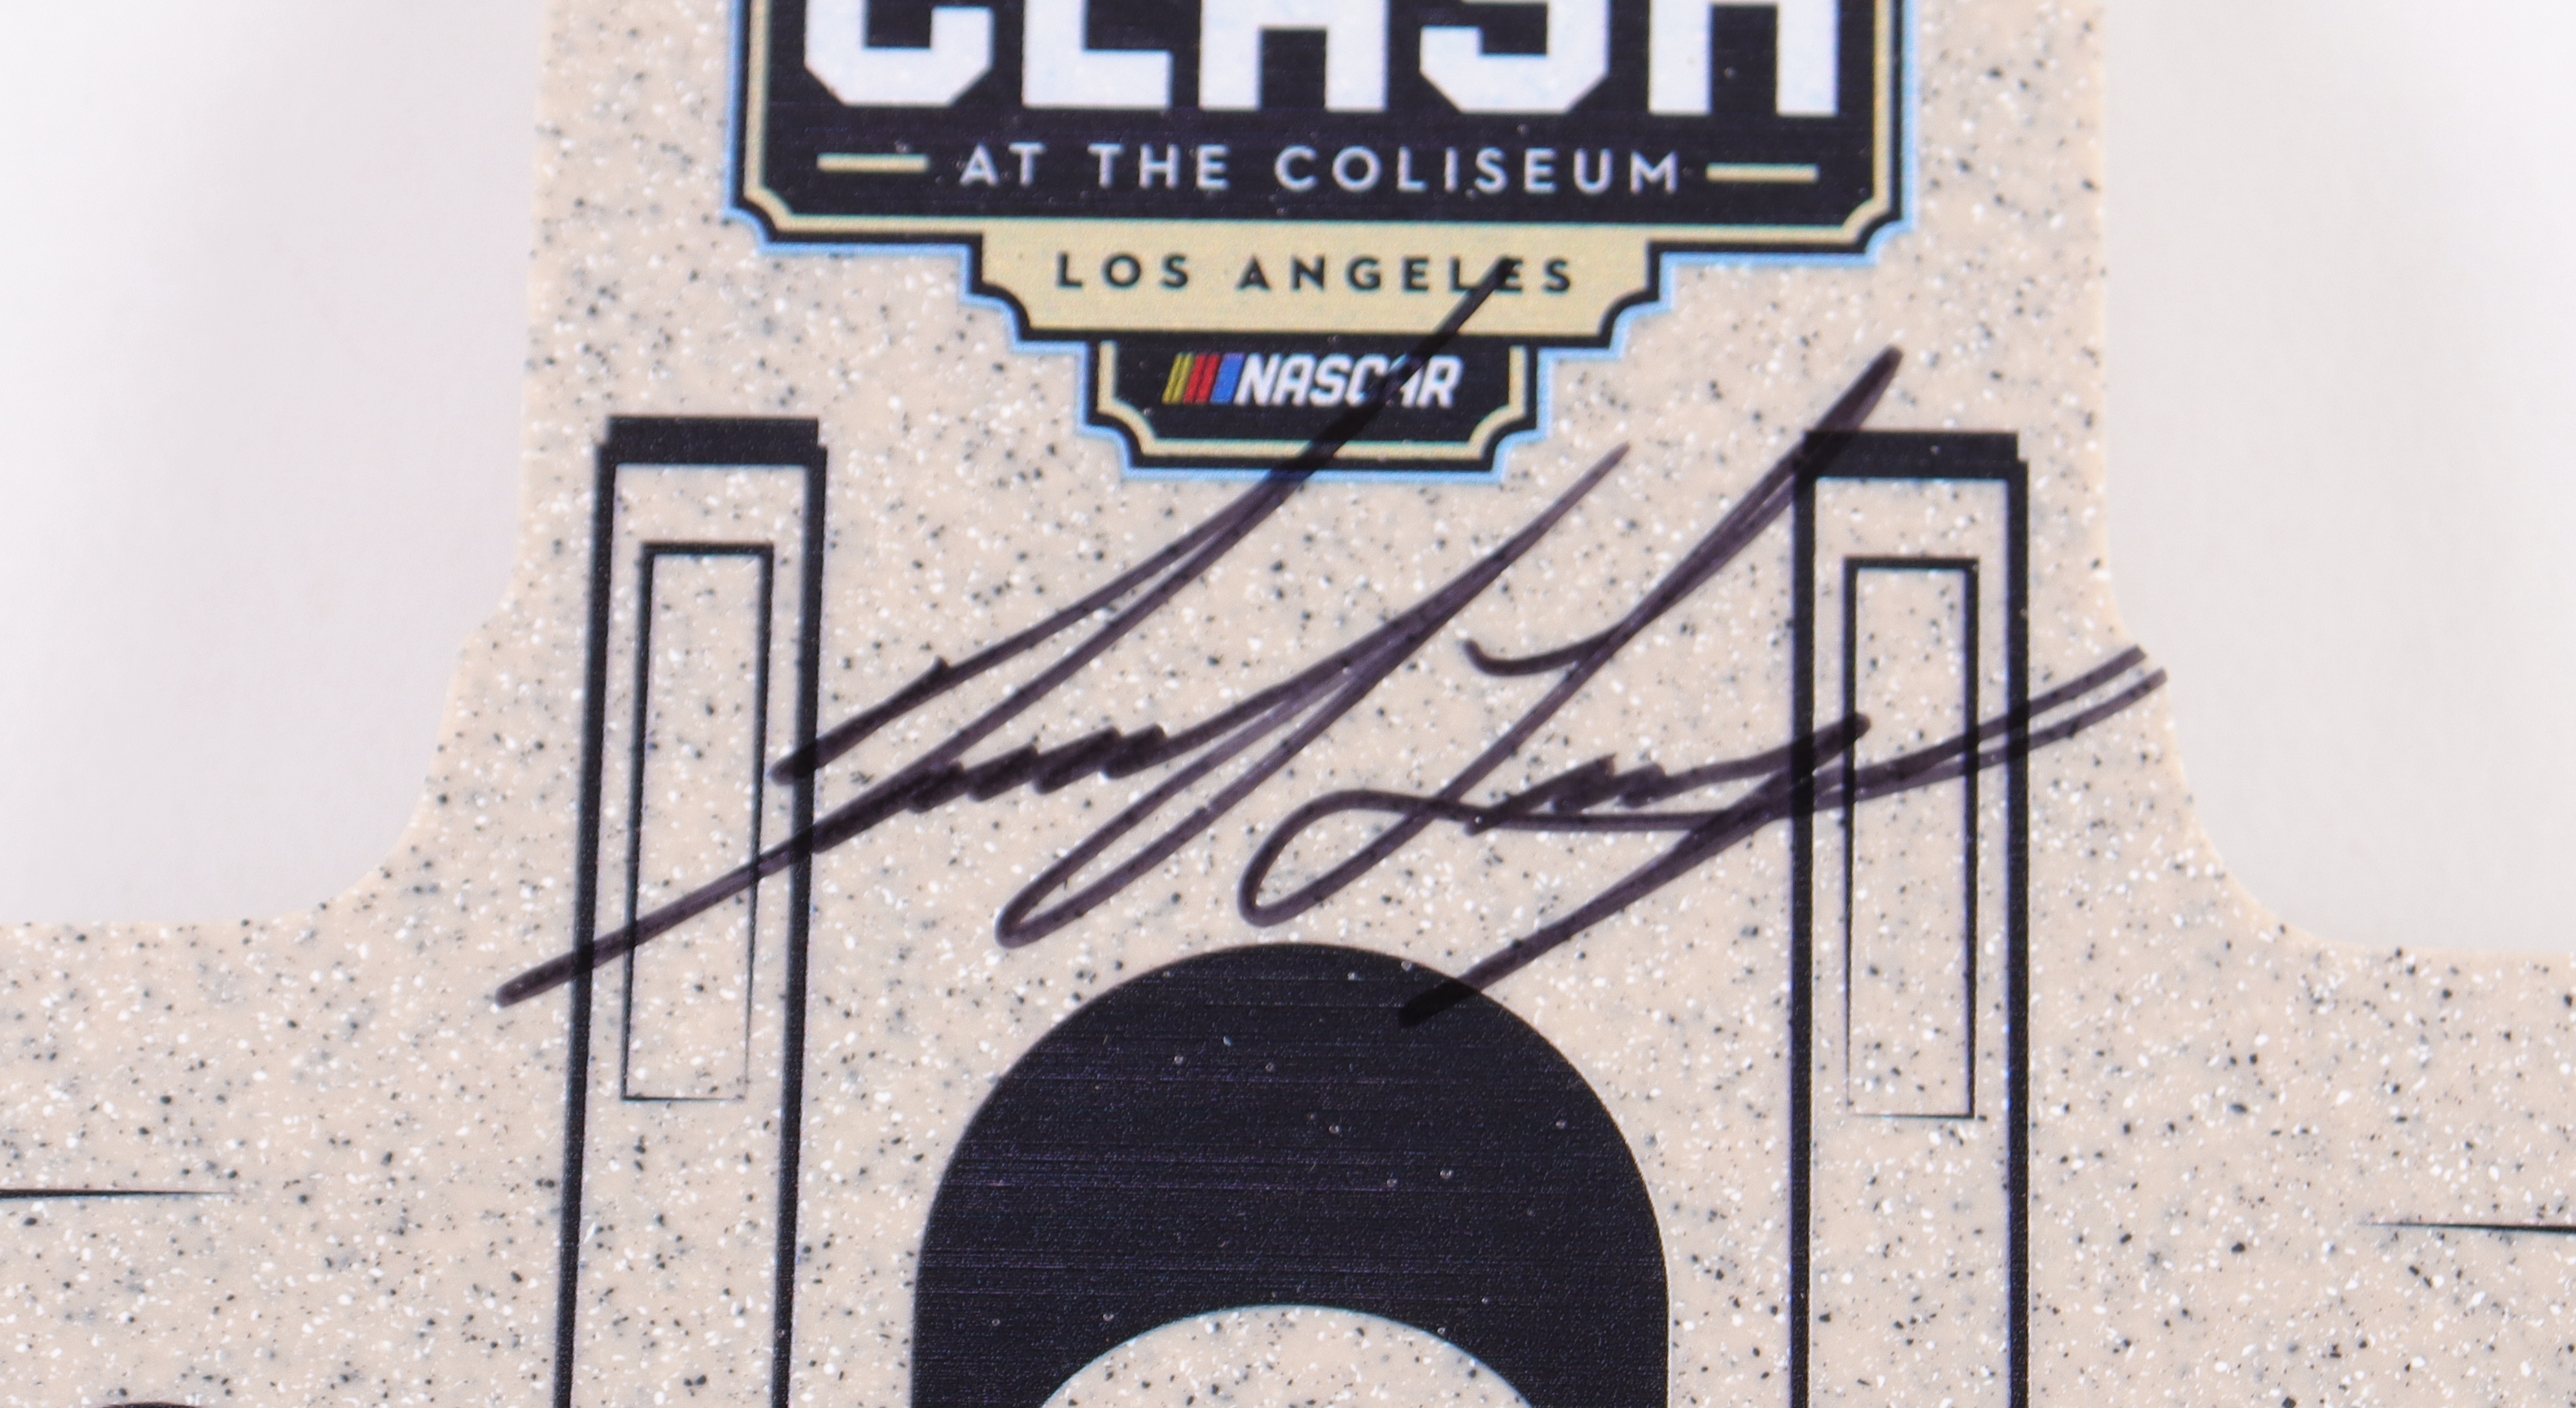 CLASH
AT THE COLISEUM
LOS ANGELES
NASCAR